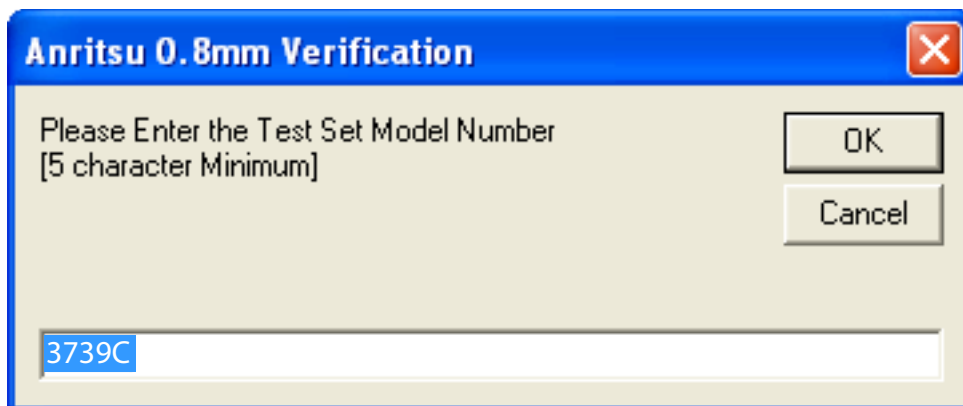 Anritsu 0.8mm Verification
Please Enter the Test Set Model Number
[5 character Minimum]
OK
Cancel
3739C